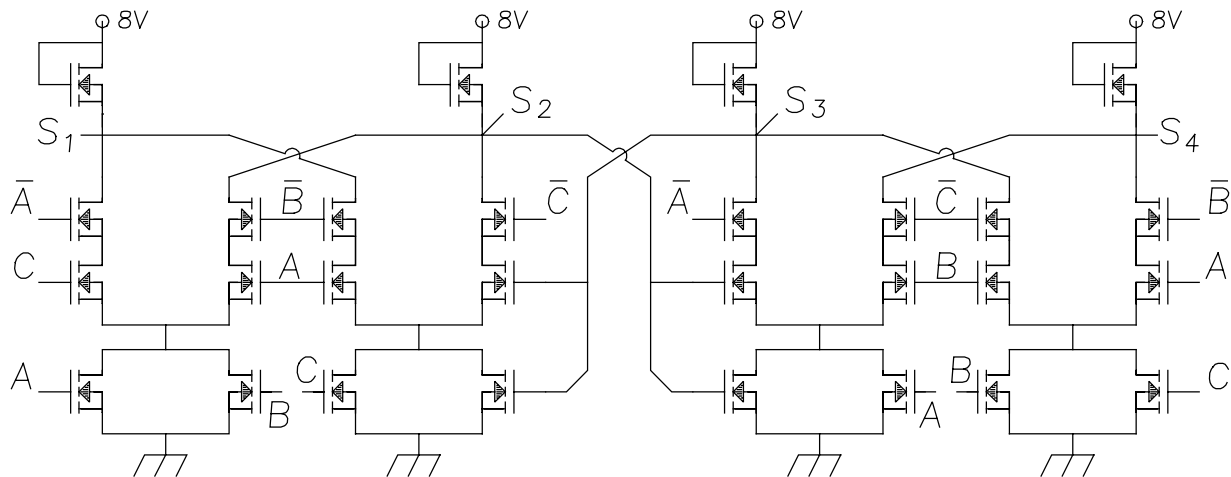 8V 8V 8V 8V
S₁ S₂ S₃ S₄
A̅ B̅ C̅ A̅ C̅ B̅
C A B A
A B C A B C